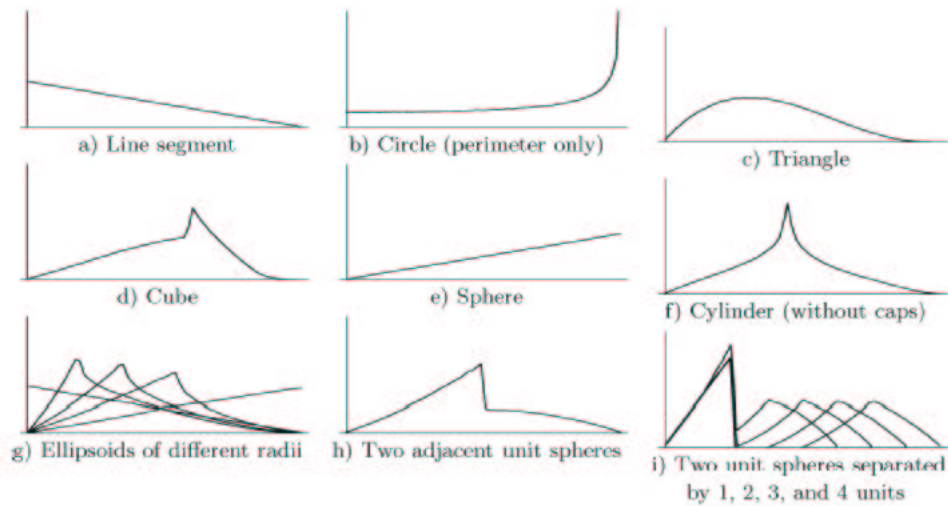 a) Line segment
b) Circle (perimeter only)
c) Triangle
d) Cube
e) Sphere
f) Cylinder (without caps)
g) Ellipsoids of different radii
h) Two adjacent unit spheres
i) Two unit spheres separated
by 1, 2, 3, and 4 units